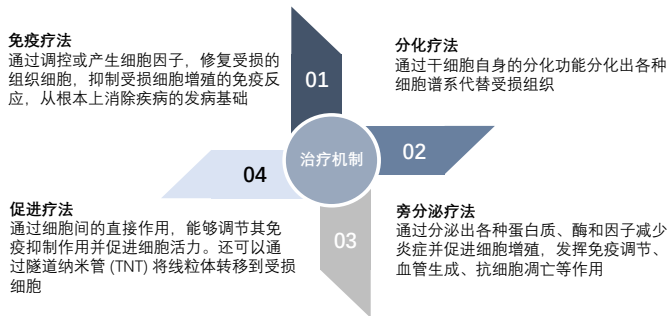 免疫疗法
通过调控或产生细胞因子，修复受损的
组织细胞，抑制受损细胞增殖的免疫反
应，从根本上消除疾病的发病基础
01
分化疗法
通过干细胞自身的分化功能分化出各种
细胞谱系代替受损组织
02
治疗机制
04
促进疗法
通过细胞间的直接作用，能够调节其免
疫抑制作用并促进细胞活力。还可以通
过隧道纳米管 (TNT) 将线粒体转移到受损
细胞
03
旁分泌疗法
通过分泌出各种蛋白质、酶和因子减少
炎症并促进细胞增殖，发挥免疫调节、
血管生成、抗细胞凋亡等作用